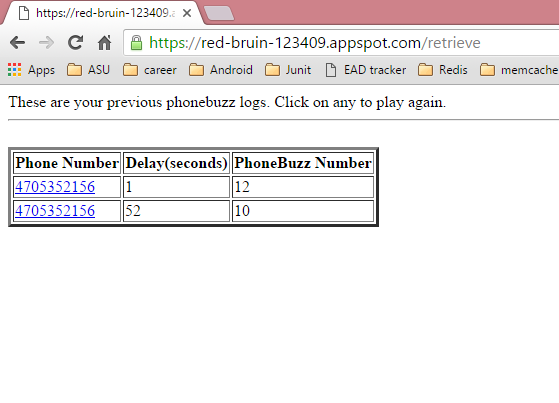 https://red-bruin-123409.a
https://red-bruin-123409.appspot.com/retrieve
Apps ASU career Android Junit EAD tracker Redis memcache
These are your previous phonebuzz logs. Click on any to play again.
Phone Number Delay(seconds) PhoneBuzz Number
4705352156 1 12
4705352156 52 10